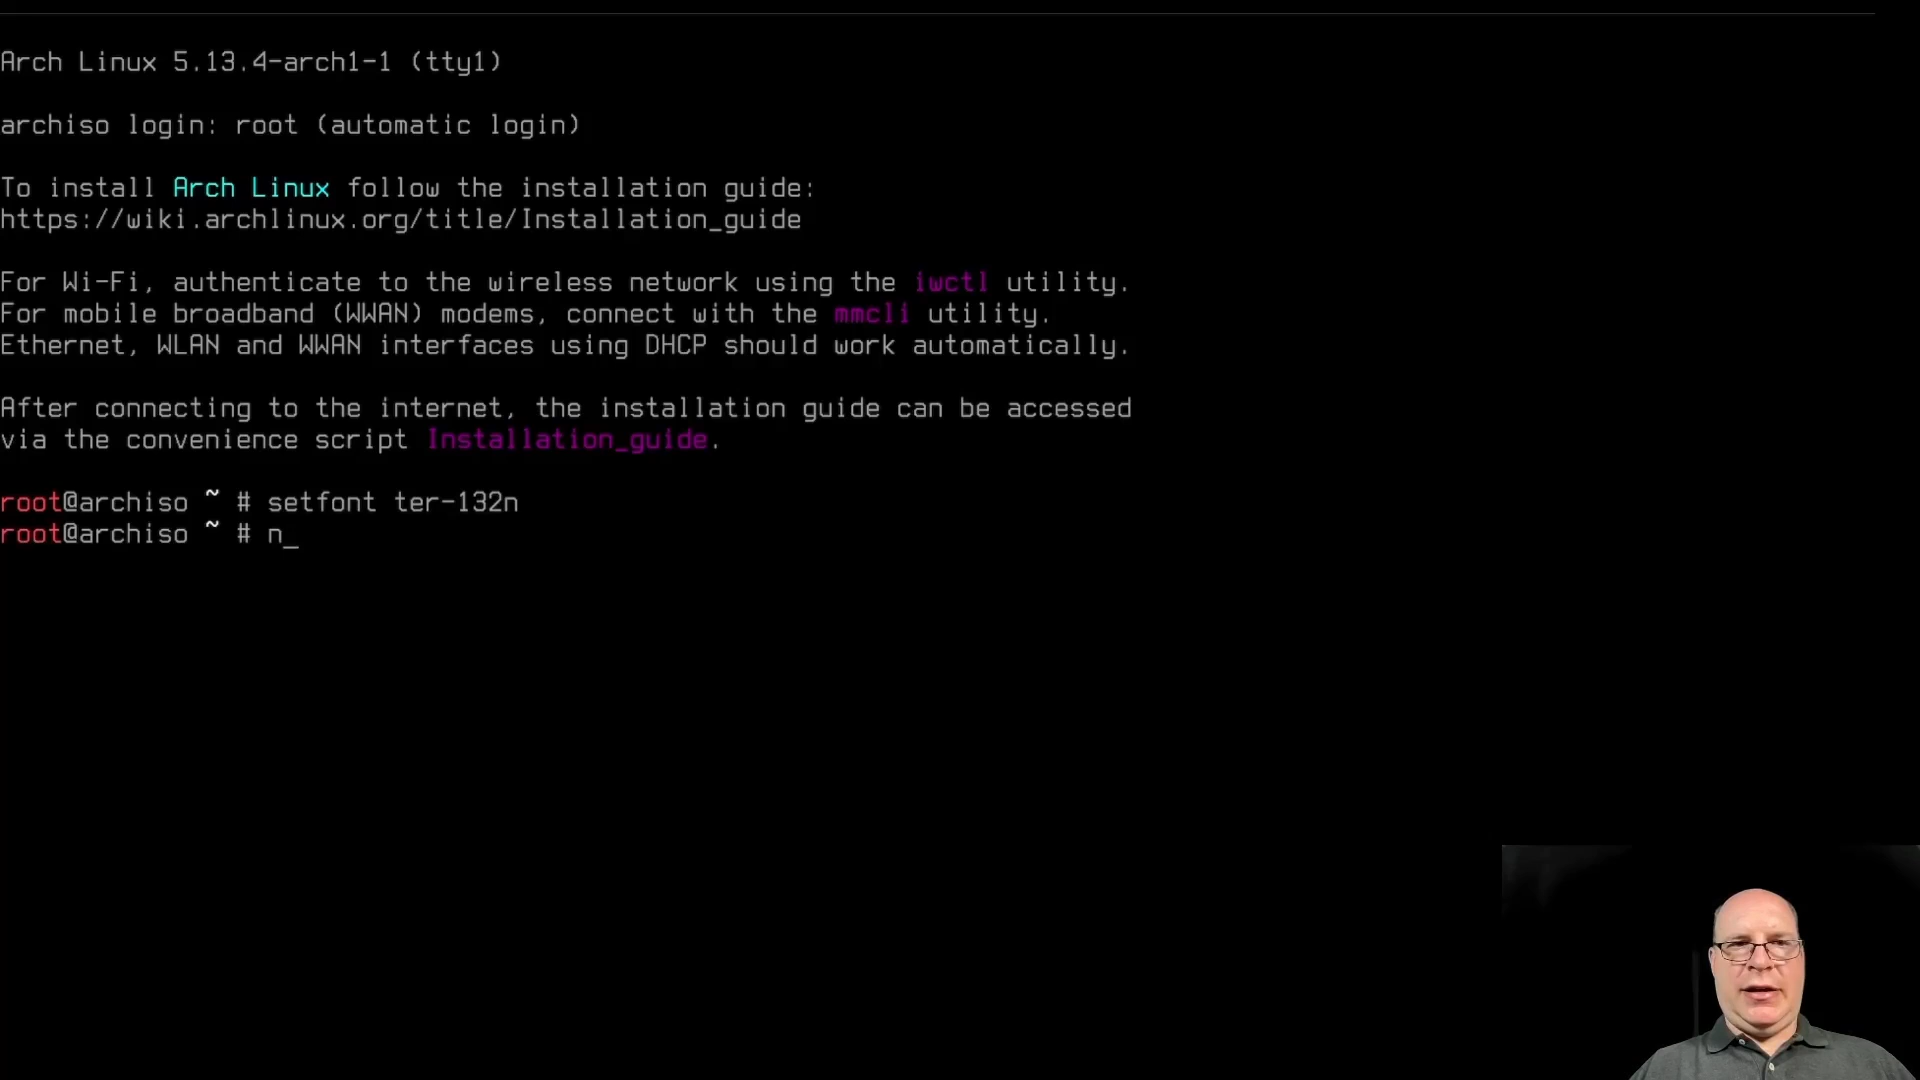 Arch Linux 5.13.4-arch1-1 (tty1)
archiso login: root (automatic login)
To install Arch Linux follow the installation guide:
https://wiki.archlinux.org/title/Installation_guide
For Wi-Fi, authenticate to the wireless network using the iwctl utility.
For mobile broadband (WWAN) modems, connect with the mmcli utility.
Ethernet, WLAN and WWAN interfaces using DHCP should work automatically.
After connecting to the internet, the installation guide can be accessed
via the convenience script Installation_guide.
root@archiso ~ # setfont ter-132n
root@archiso ~ # n_